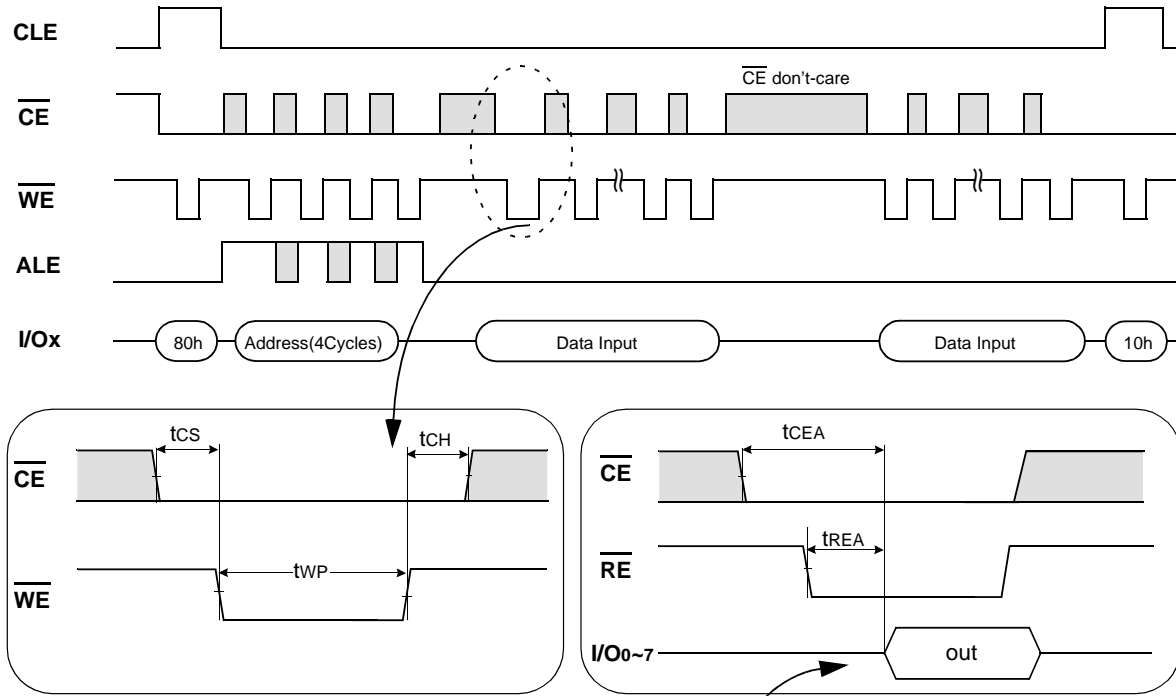 CLE
CE don't-care
CE
WE
ALE
I/Ox 80h Address(4Cycles) Data Input Data Input 10h
tCS tCH
CE
tWP
WE
tCEA
CE
tREA
RE
I/O0~7 out